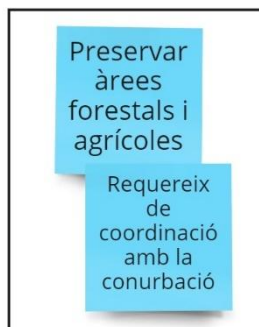 Preservar
àrees
forestals i
agrícoles
Requereix
de
coordinació
amb la
conurbació